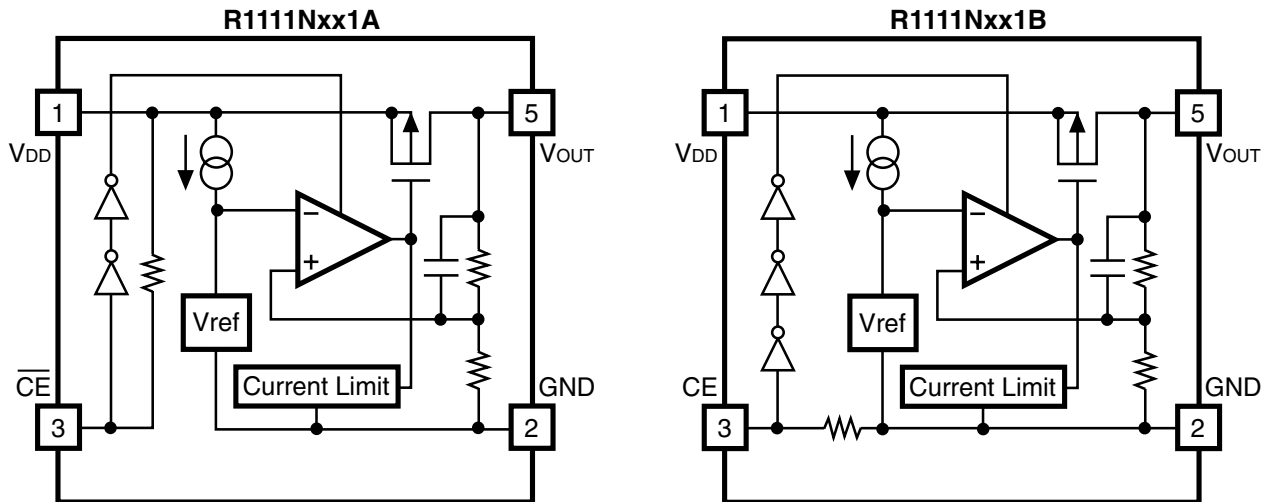 R1111Nxx1A
1
VDD
5
VOUT
−
+
Vref
Current Limit
C̅E̅
3
GND
2
R1111Nxx1B
1
VDD
5
VOUT
−
+
Vref
Current Limit
CE
3
GND
2